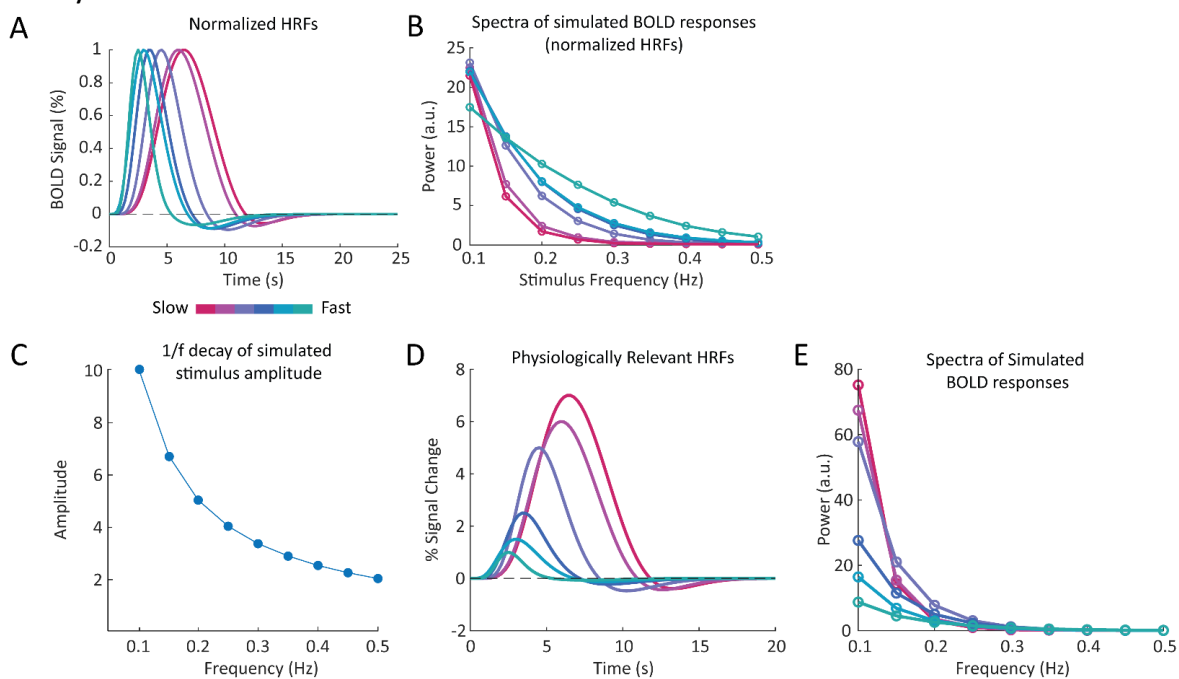 A
Normalized HRFs
BOLD Signal (%)
1
0.8
0.6
0.4
0.2
0
-0.2
0
5
10
15
20
25
Time (s)
Slow
Fast
B
Spectra of simulated BOLD responses
(normalized HRFs)
Power (a.u.)
25
20
15
10
5
0
0.1
0.2
0.3
0.4
0.5
Stimulus Frequency (Hz)
C
1/f decay of simulated
stimulus amplitude
Amplitude
10
8
6
4
2
0.1
0.2
0.3
0.4
0.5
Frequency (Hz)
D
Physiologically Relevant HRFs
% Signal Change
8
6
4
2
0
-2
0
5
10
15
20
Time (s)
E
Spectra of Simulated
BOLD responses
Power (a.u.)
80
60
40
20
0
0.1
0.2
0.3
0.4
0.5
Frequency (Hz)